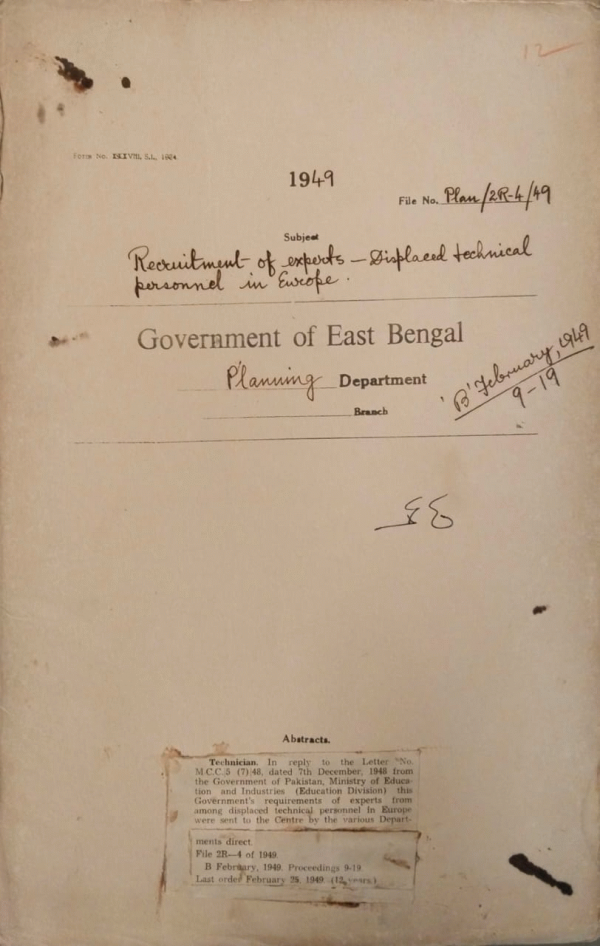 12
Form No. LXXVIII, S.L. 1924
1949
File No. Plan/2R-4/49
Subject
Recruitment of experts — Displaced technical
personnel in Europe.
Government of East Bengal
Planning Department
Branch
'B' February, 1949
9-19
Abstracts.
Technician. In reply to the Letter No.
M.C.C.5 (7)/48, dated 7th December, 1948 from
the Government of Pakistan, Ministry of Educa-
tion and Industries (Education Division) this
Government's requirements of experts from
among displaced technical personnel in Europe
were sent to the Centre by the various Depart-
ments direct.
File 2R—4 of 1949.
B February, 1949. Proceedings 9-19
Last order February 25, 1949. (12 years.)